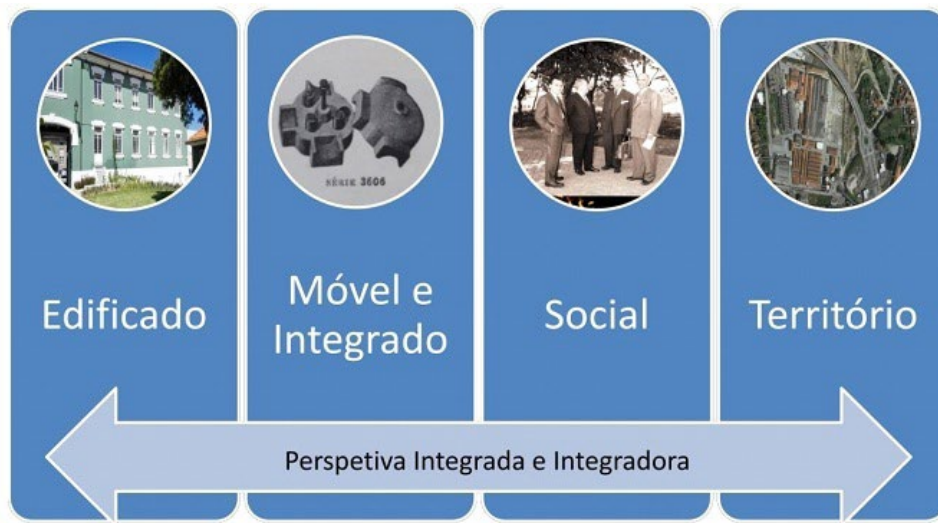 SÉRIE 3606
Edificado
Móvel e
Integrado
Social
Território
Perspetiva Integrada e Integradora